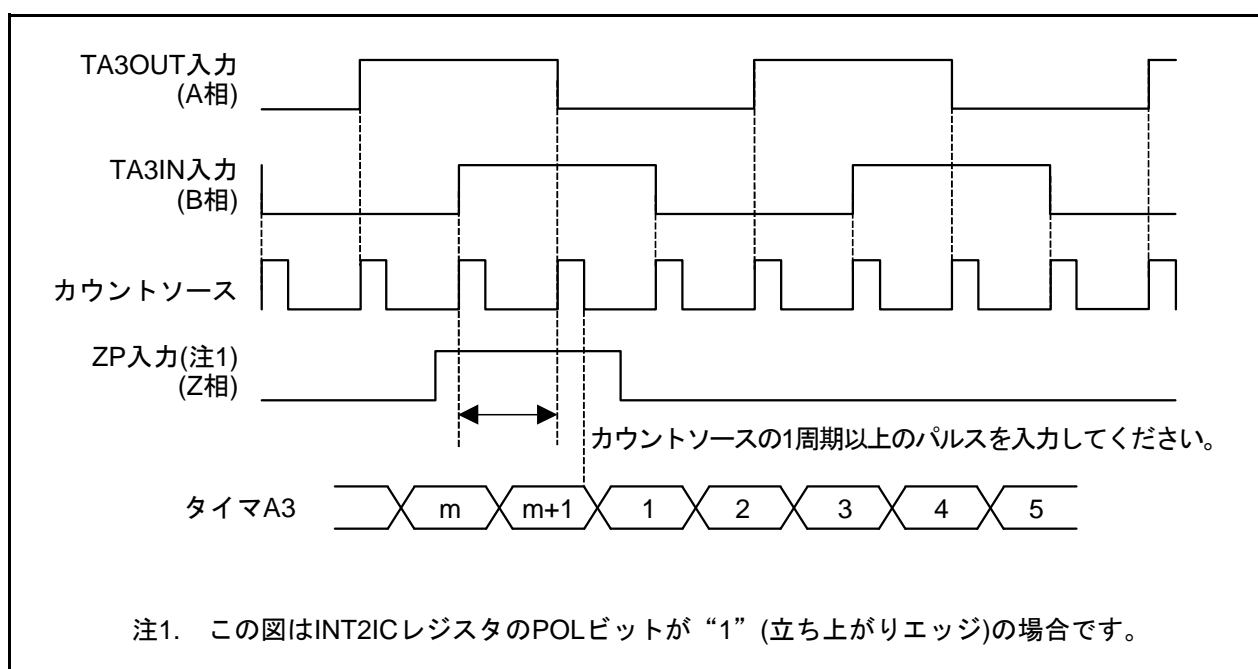 TA3OUT入力
(A相)
TA3IN入力
(B相)
カウントソース
ZP入力(注1)
(Z相)
カウントソースの1周期以上のパルスを入力してください。
タイマA3
m m+1 1 2 3 4 5
注1. この図はINT2ICレジスタのPOLビットが“1”(立ち上がりエッジ)の場合です。